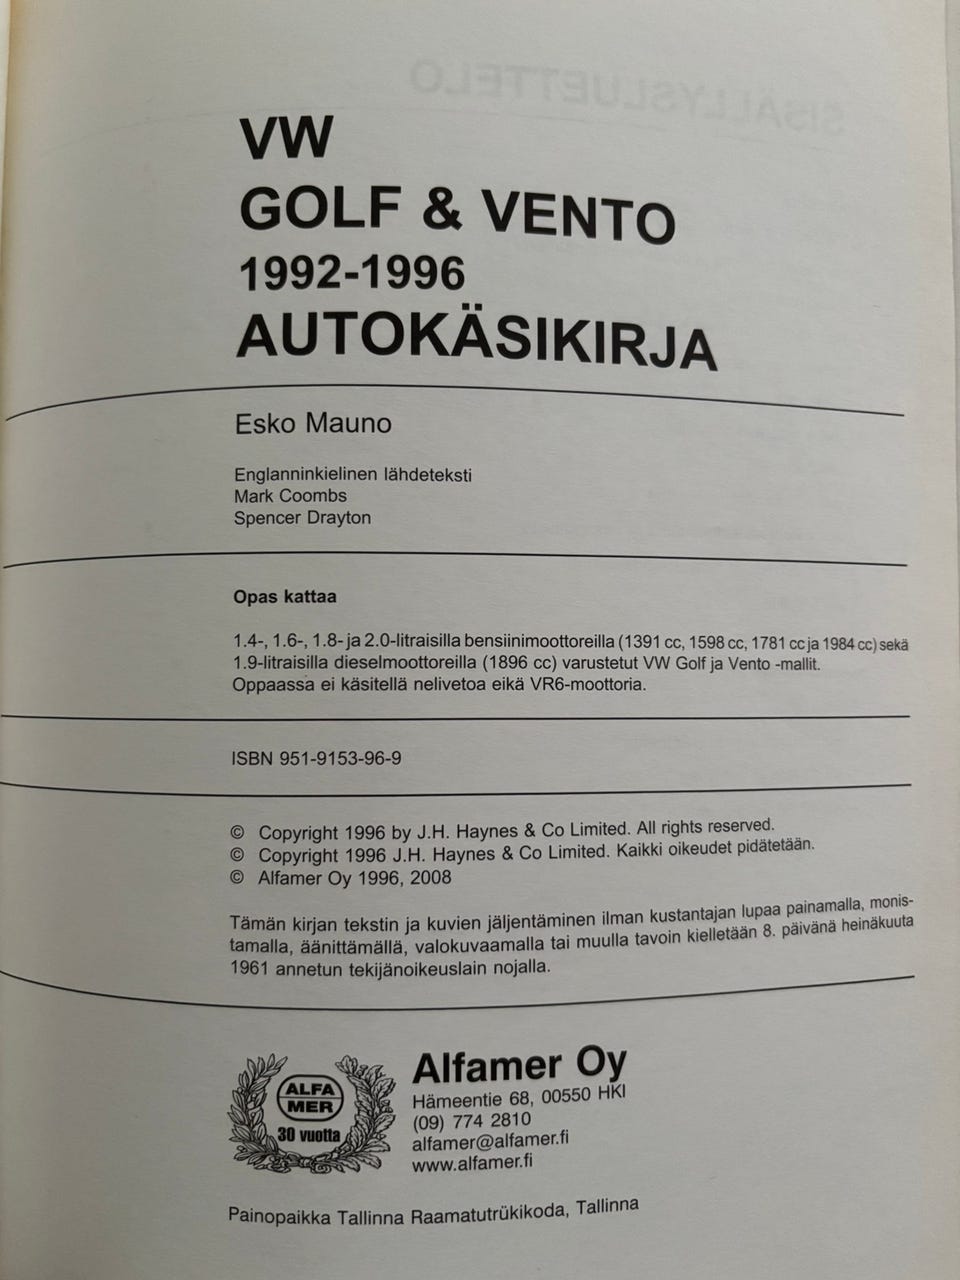 SISÄLLYSLUETTELO
VW
GOLF & VENTO
1992-1996
AUTOKÄSIKIRJA
Esko Mauno
Englanninkielinen lähdeteksti
Mark Coombs
Spencer Drayton
Opas kattaa
1.4-, 1.6-, 1.8- ja 2.0-litraisilla bensiinimoottoreilla (1391 cc, 1598 cc, 1781 cc ja 1984 cc) sekä
1.9-litraisilla dieselmoottoreilla (1896 cc) varustetut VW Golf ja Vento -mallit.
Oppaassa ei käsitellä nelivetoa eikä VR6-moottoria.
ISBN 951-9153-96-9
© Copyright 1996 by J.H. Haynes & Co Limited. All rights reserved.
© Copyright 1996 J.H. Haynes & Co Limited. Kaikki oikeudet pidätetään.
© Alfamer Oy 1996, 2008
Tämän kirjan tekstin ja kuvien jäljentäminen ilman kustantajan lupaa painamalla, monis-
tamalla, äänittämällä, valokuvaamalla tai muulla tavoin kielletään 8. päivänä heinäkuuta
1961 annetun tekijänoikeuslain nojalla.
ALFA
MER
30 vuotta
Alfamer Oy
Hämeentie 68, 00550 HKI
(09) 774 2810
alfamer@alfamer.fi
www.alfamer.fi
Painopaikka Tallinna Raamatutrükikoda, Tallinna